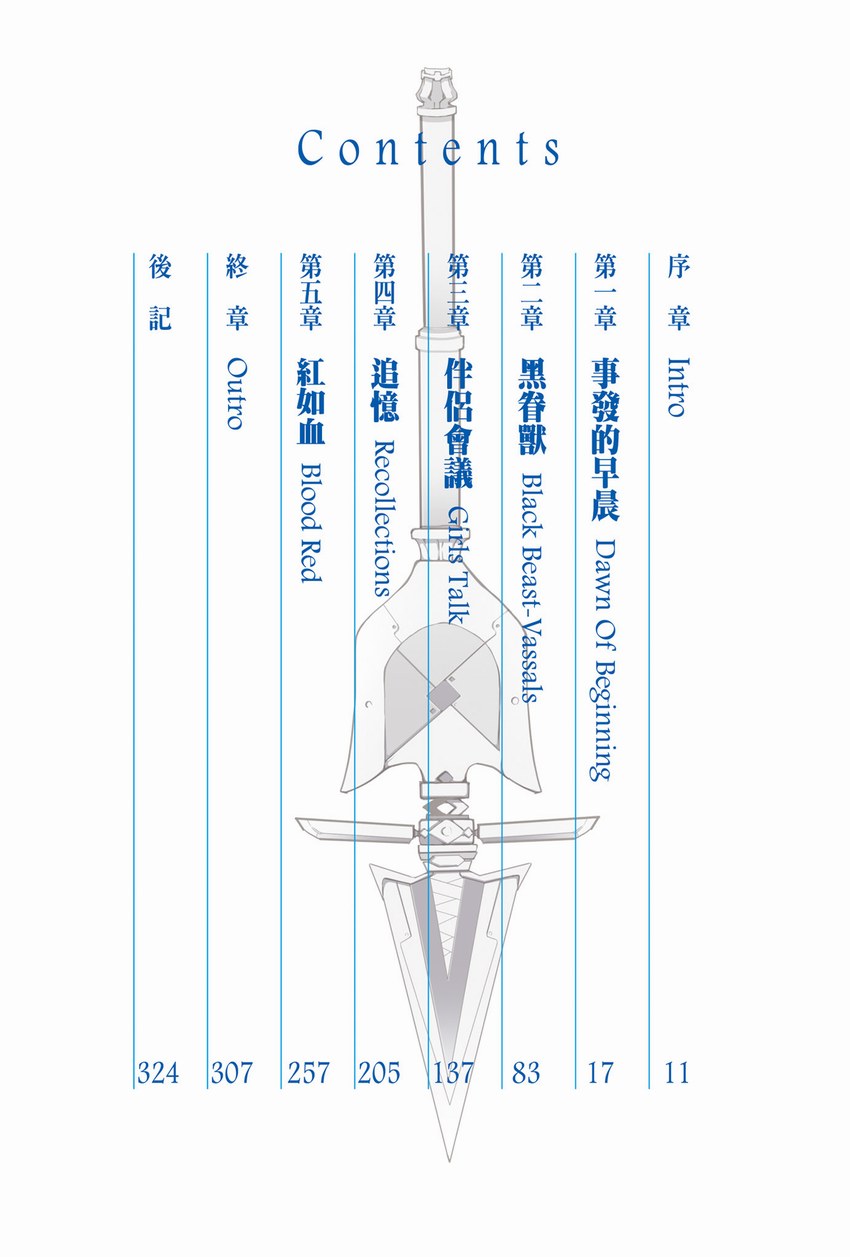 Contents
序章 Intro 11
第一章 事發的早晨 Dawn Of Beginning 17
第二章 黑眷獸 Black Beast-Vassals 83
第三章 伴侶會議 Girls Talk 137
第四章 追憶 Recollections 205
第五章 紅如血 Blood Red 257
終章 Outro 307
後記 324